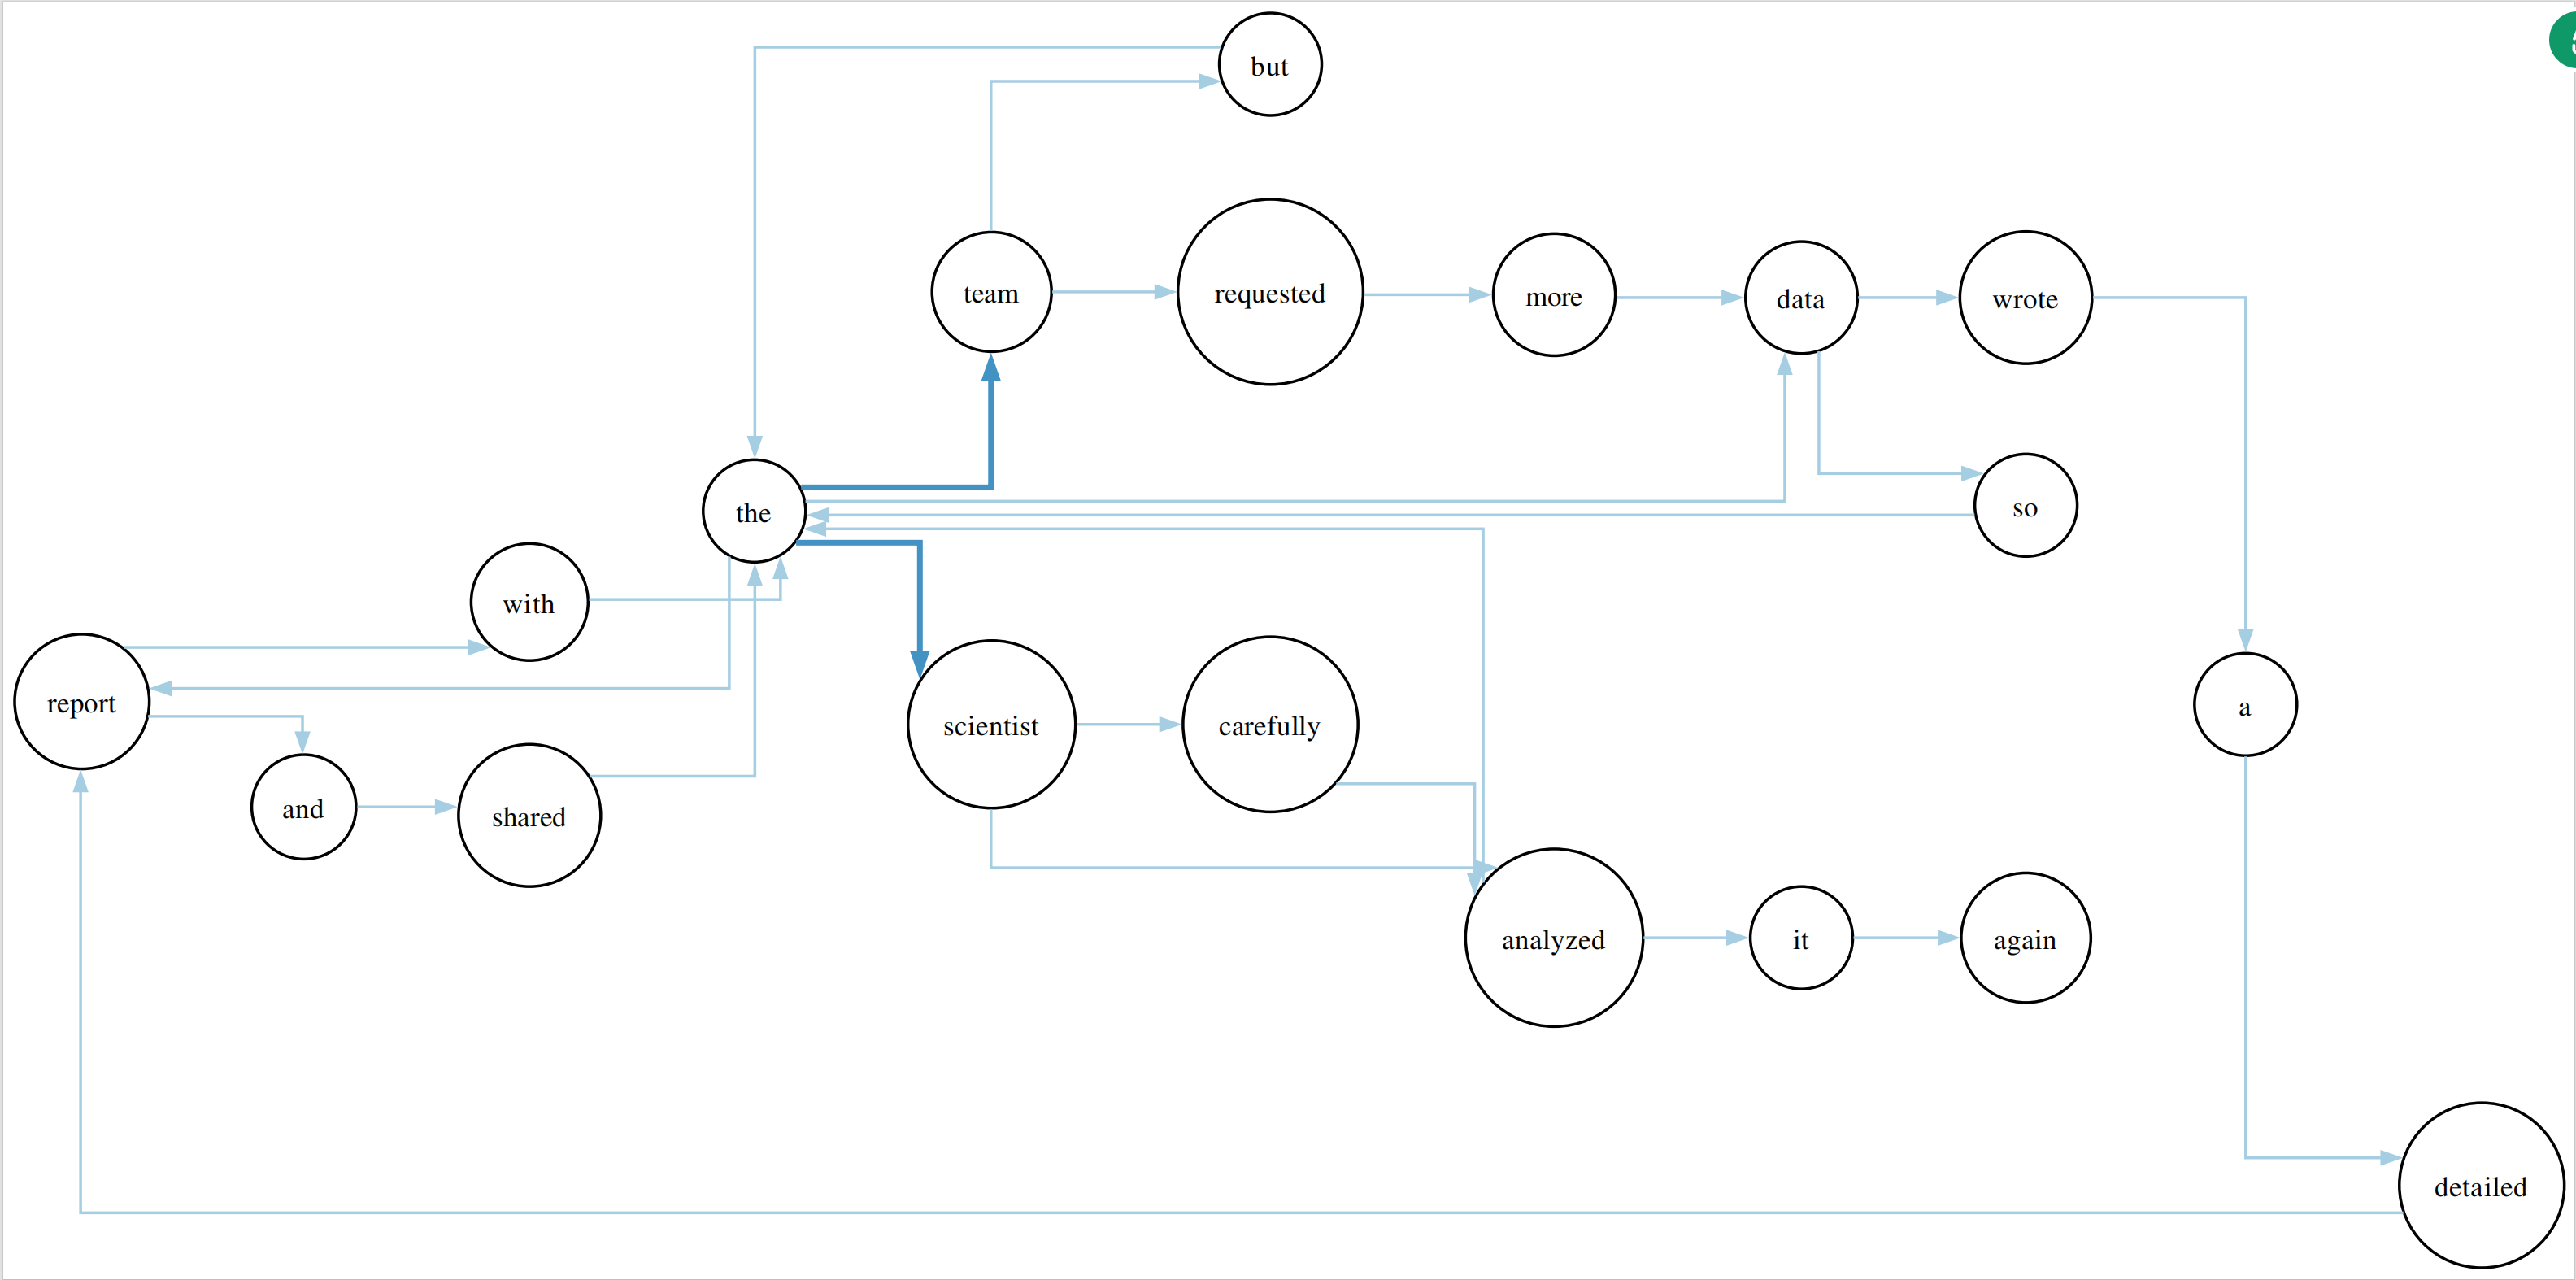 but
team
requested
more
data
wrote
the
so
with
report
scientist
carefully
a
and
shared
analyzed
it
again
detailed